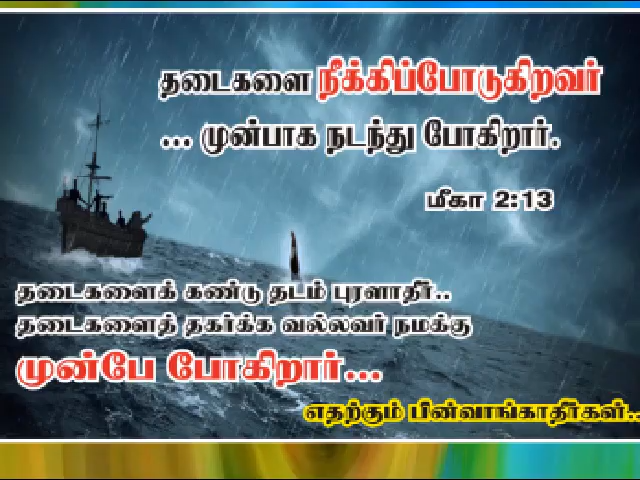 தடைகளை நீக்கிப்போடுகிறவர்
... முன்பாக நடந்து போகிறார்.
மீகா 2:13
தடைகளைக் கண்டு தடம் புரளாதீர்..
தடைகளைத் தகர்க்க வல்லவர் நமக்கு
முன்பே போகிறார்...
எதற்கும் பின்வாங்காதீர்கள்..